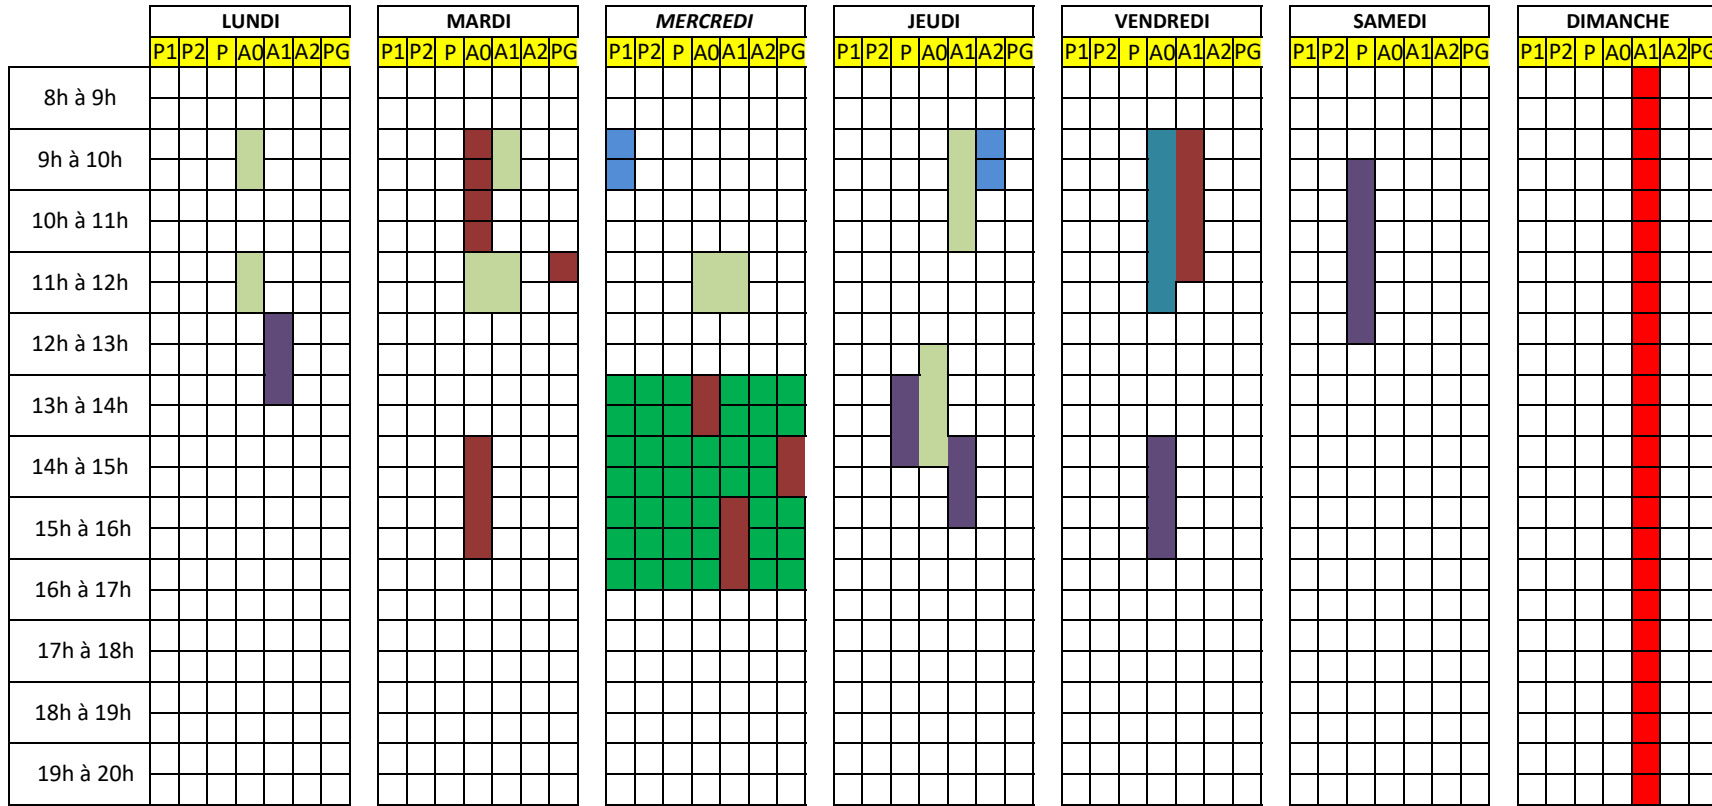 LUNDI MARDI MERCREDI JEUDI VENDREDI SAMEDI DIMANCHE
P1 P2 P A0 A1 A2 PG P1 P2 P A0 A1 A2 PG P1 P2 P A0 A1 A2 PG P1 P2 P A0 A1 A2 PG P1 P2 P A0 A1 A2 PG P1 P2 P A0 A1 A2 PG P1 P2 P A0 A1 A2 PG
8h à 9h
9h à 10h
10h à 11h
11h à 12h
12h à 13h
13h à 14h
14h à 15h
15h à 16h
16h à 17h
17h à 18h
18h à 19h
19h à 20h